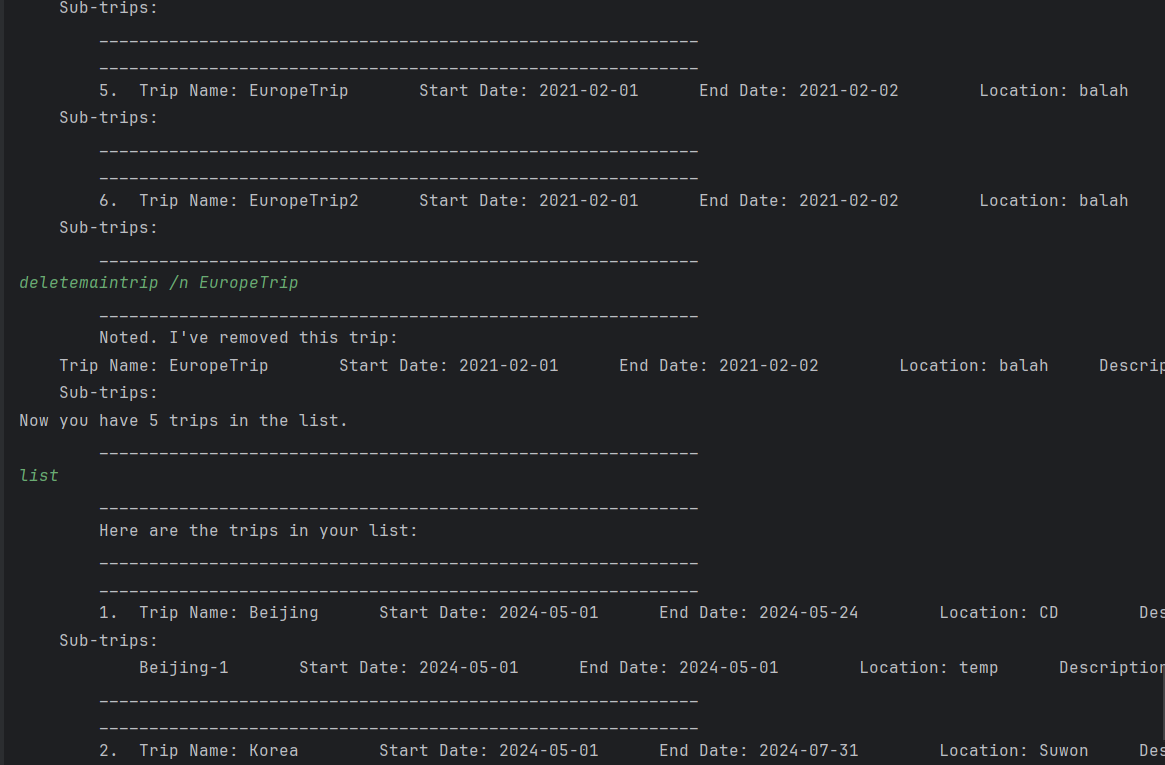 Sub-trips:
____________________________________________________________
____________________________________________________________
5.  Trip Name: EuropeTrip       Start Date: 2021-02-01      End Date: 2021-02-02        Location: balah
Sub-trips:
____________________________________________________________
____________________________________________________________
6.  Trip Name: EuropeTrip2      Start Date: 2021-02-01      End Date: 2021-02-02        Location: balah
Sub-trips:
____________________________________________________________
deletemaintrip /n EuropeTrip
____________________________________________________________
Noted. I've removed this trip:
Trip Name: EuropeTrip       Start Date: 2021-02-01      End Date: 2021-02-02        Location: balah     Descrip
Sub-trips:
Now you have 5 trips in the list.
____________________________________________________________
list
____________________________________________________________
Here are the trips in your list:
____________________________________________________________
____________________________________________________________
1.  Trip Name: Beijing      Start Date: 2024-05-01      End Date: 2024-05-24        Location: CD        Des
Sub-trips:
Beijing-1       Start Date: 2024-05-01      End Date: 2024-05-01        Location: temp      Description
____________________________________________________________
____________________________________________________________
2.  Trip Name: Korea        Start Date: 2024-05-01      End Date: 2024-07-31        Location: Suwon     Des